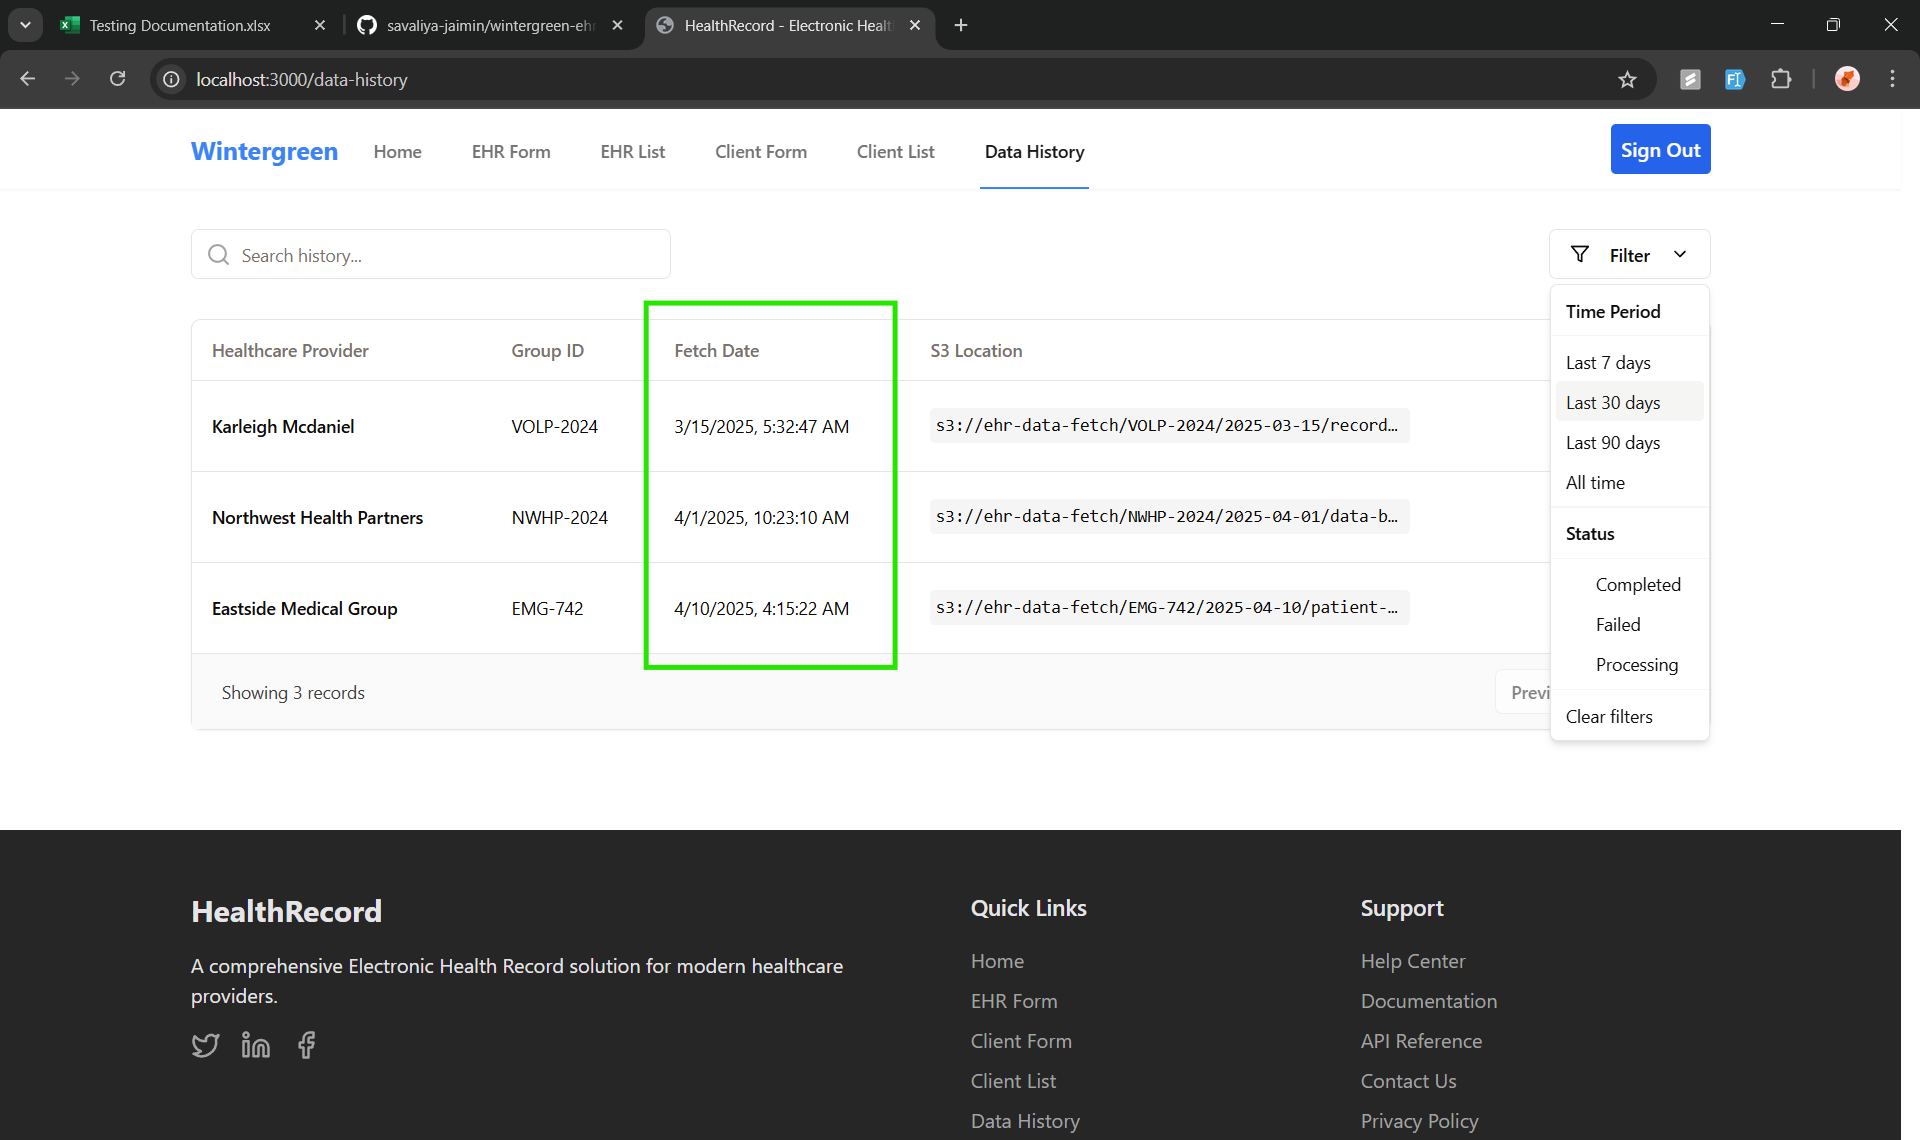 Testing Documentation.xlsx
savaliya-jaimin/wintergreen-ehr
HealthRecord - Electronic Healt
localhost:3000/data-history
Wintergreen
Home
EHR Form
EHR List
Client Form
Client List
Data History
Sign Out
Search history...
Filter
Healthcare Provider
Group ID
Fetch Date
S3 Location
Karleigh Mcdaniel
VOLP-2024
3/15/2025, 5:32:47 AM
s3://ehr-data-fetch/VOLP-2024/2025-03-15/record…
Northwest Health Partners
NWHP-2024
4/1/2025, 10:23:10 AM
s3://ehr-data-fetch/NWHP-2024/2025-04-01/data-b…
Eastside Medical Group
EMG-742
4/10/2025, 4:15:22 AM
s3://ehr-data-fetch/EMG-742/2025-04-10/patient-…
Showing 3 records
Previ
Time Period
Last 7 days
Last 30 days
Last 90 days
All time
Status
Completed
Failed
Processing
Clear filters
HealthRecord
A comprehensive Electronic Health Record solution for modern healthcare
providers.
Quick Links
Home
EHR Form
Client Form
Client List
Data History
Support
Help Center
Documentation
API Reference
Contact Us
Privacy Policy